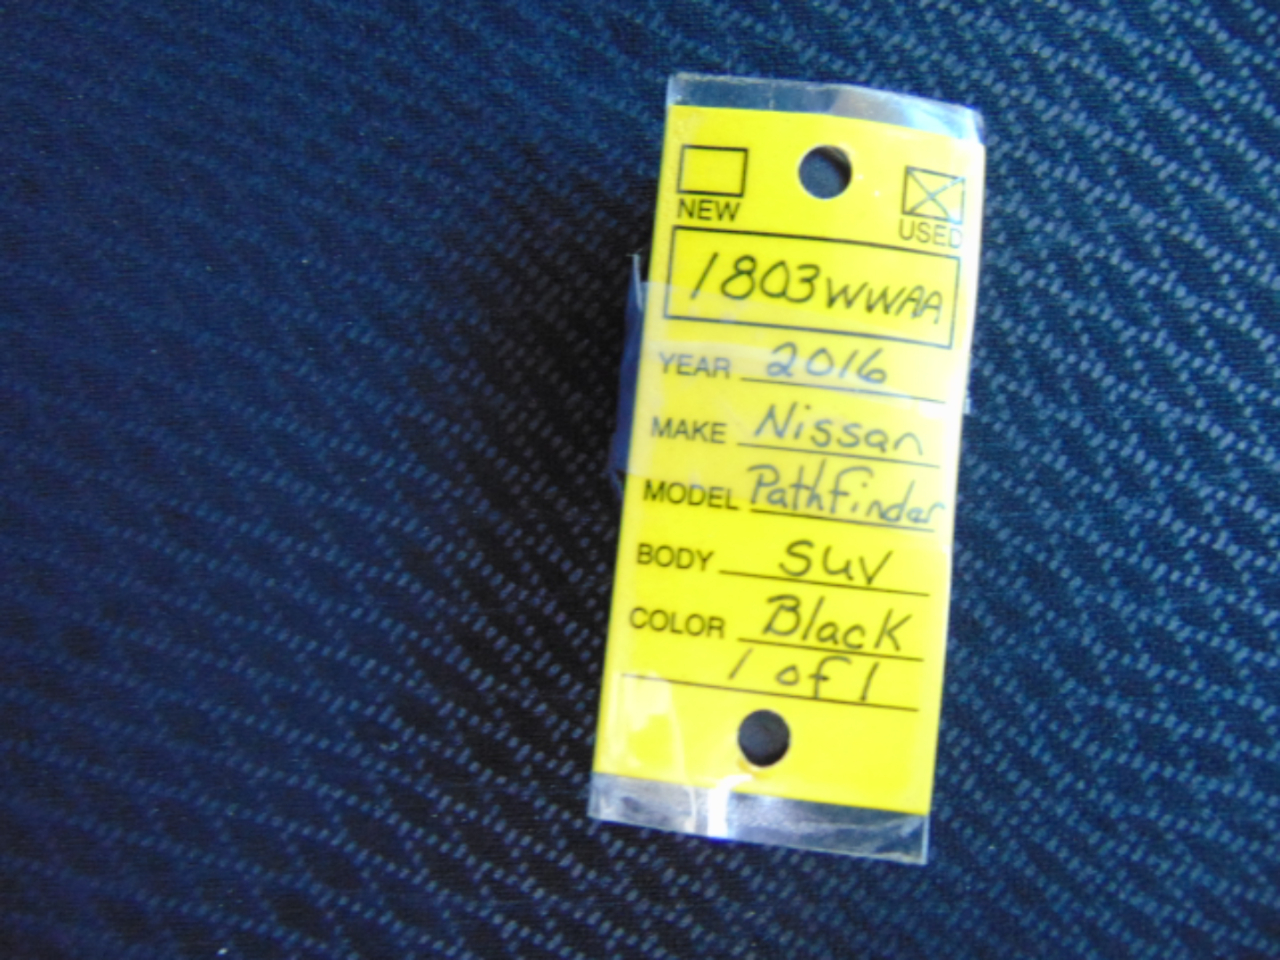 NEW USED
1803WWAA
YEAR 2016
MAKE Nissan
MODEL Pathfinder
BODY SUV
COLOR Black
1 of 1